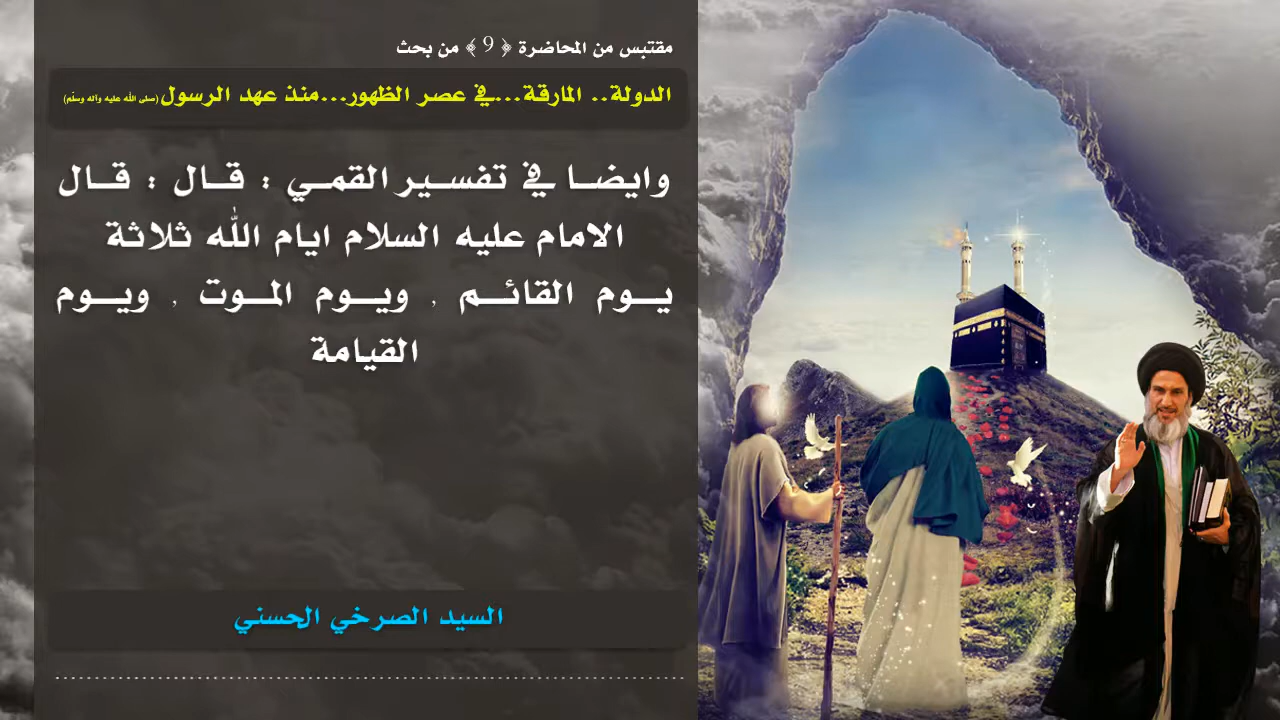 مقتبس من المحاضرة ﴿ 9 ﴾ من بحث
الدولة.. المارقة...في عصر الظهور...منذ عهد الرسول (صلى الله عليه وآله وسلّم)
وايضا في تفسير القمي : قال : قال
الامام عليه السلام ايام الله ثلاثة
يوم القائم , ويوم الموت , ويوم
القيامة
السيد الصرخي الحسني